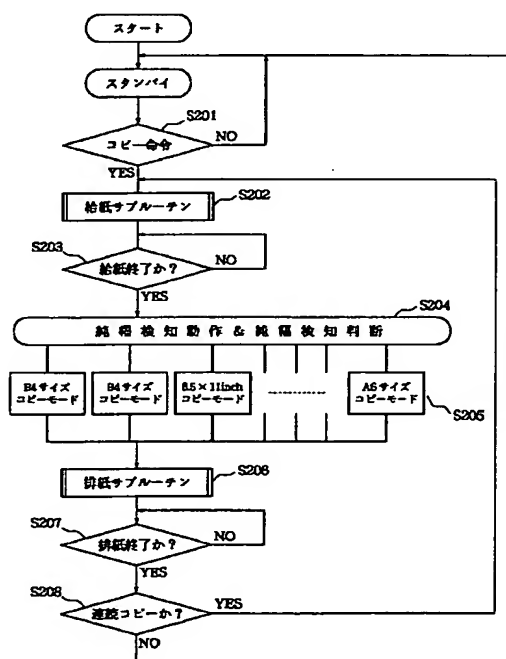 スタート
スタンバイ
S201
コピー命令
NO
YES
S202
給紙サブルーチン
S203
給紙終了か?
NO
YES
S204
検知動作&検知判断
B4サイズ
コピーモード
B4サイズ
コピーモード
8.5×11inch
コピーモード
A5サイズ
コピーモード
S205
S206
排紙サブルーチン
S207
排紙終了か?
NO
YES
S208
連続コピーか?
YES
NO